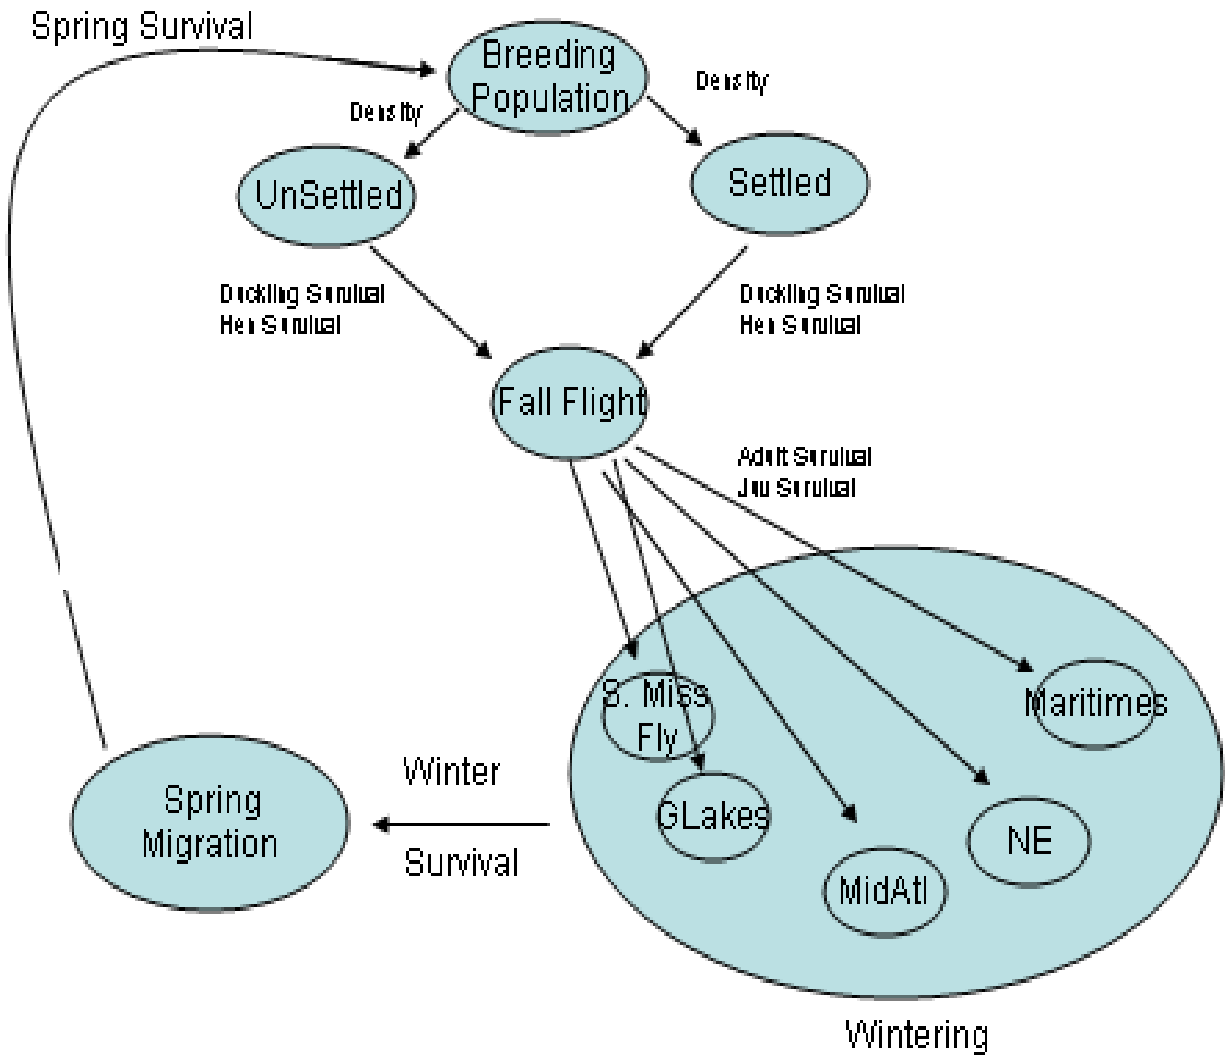 Spring Survival
Breeding
Population
Density
Density
UnSettled
Settled
Duckling Survival
Hen Survival
Duckling Survival
Hen Survival
Fall Flight
Adult Survival
Juv Survival
S. Miss
Fly
Maritimes
GLakes
NE
MidAtl
Winter
Survival
Spring
Migration
Wintering